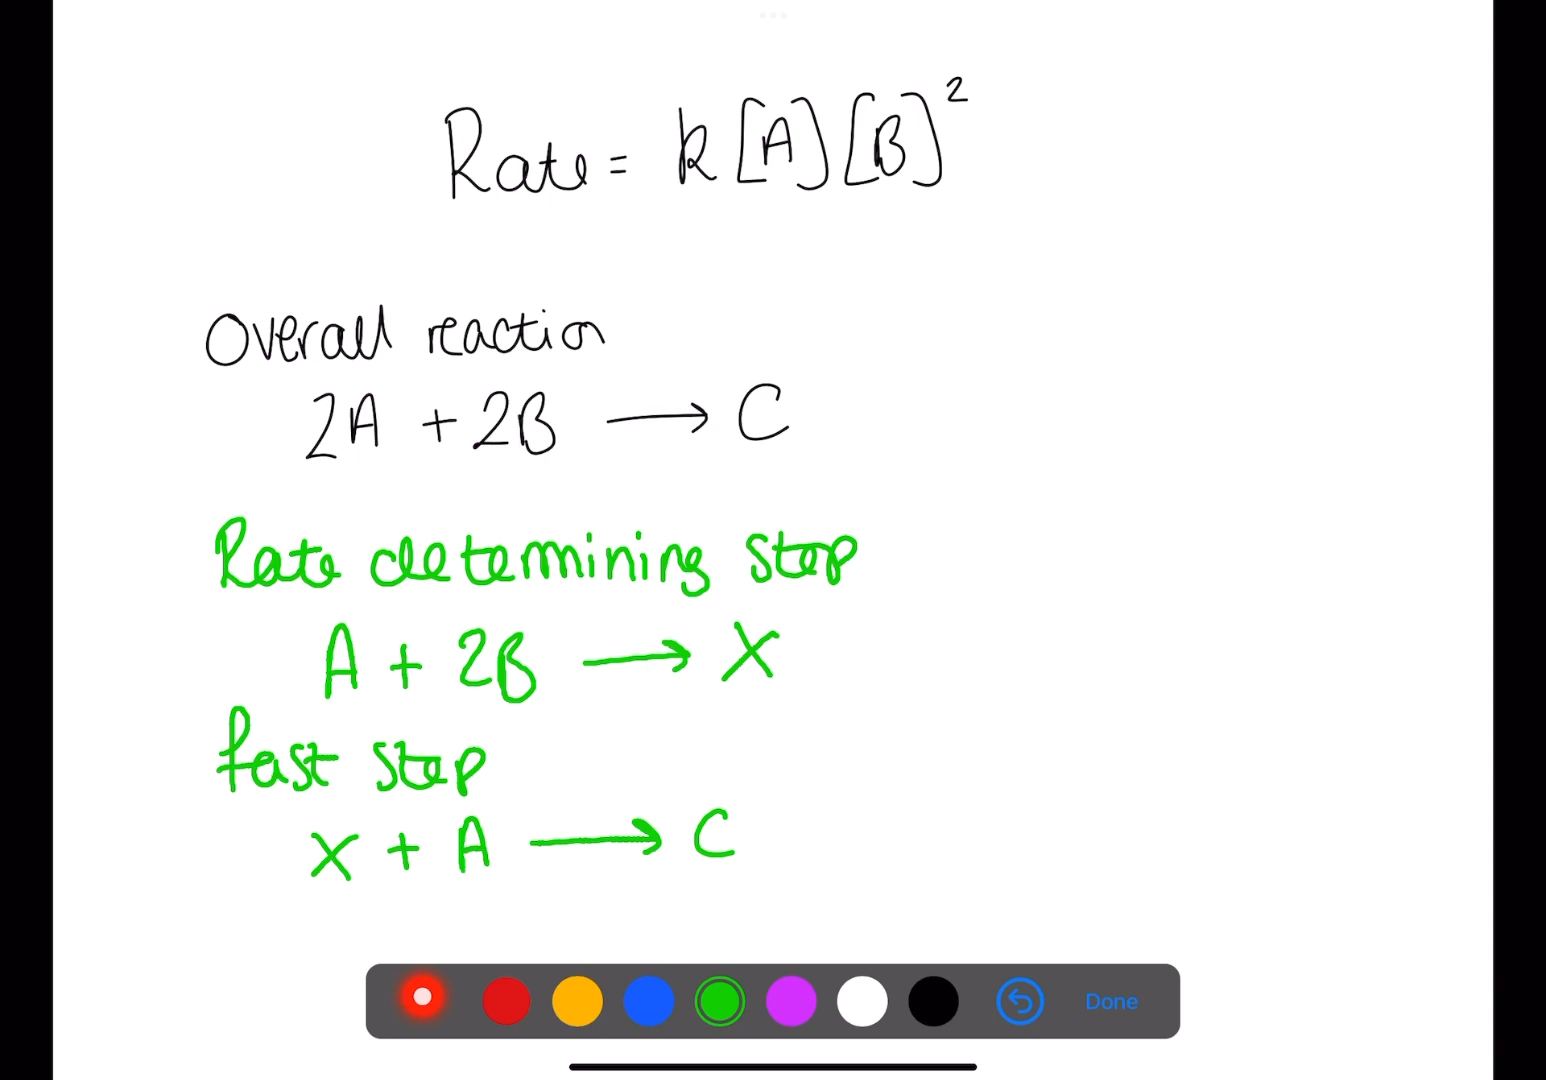 Rate = k[A][B]²
Overall reaction
2A + 2B ⟶ C
Rate determining step
A + 2B ⟶ X
fast step
X + A ⟶ C
Done